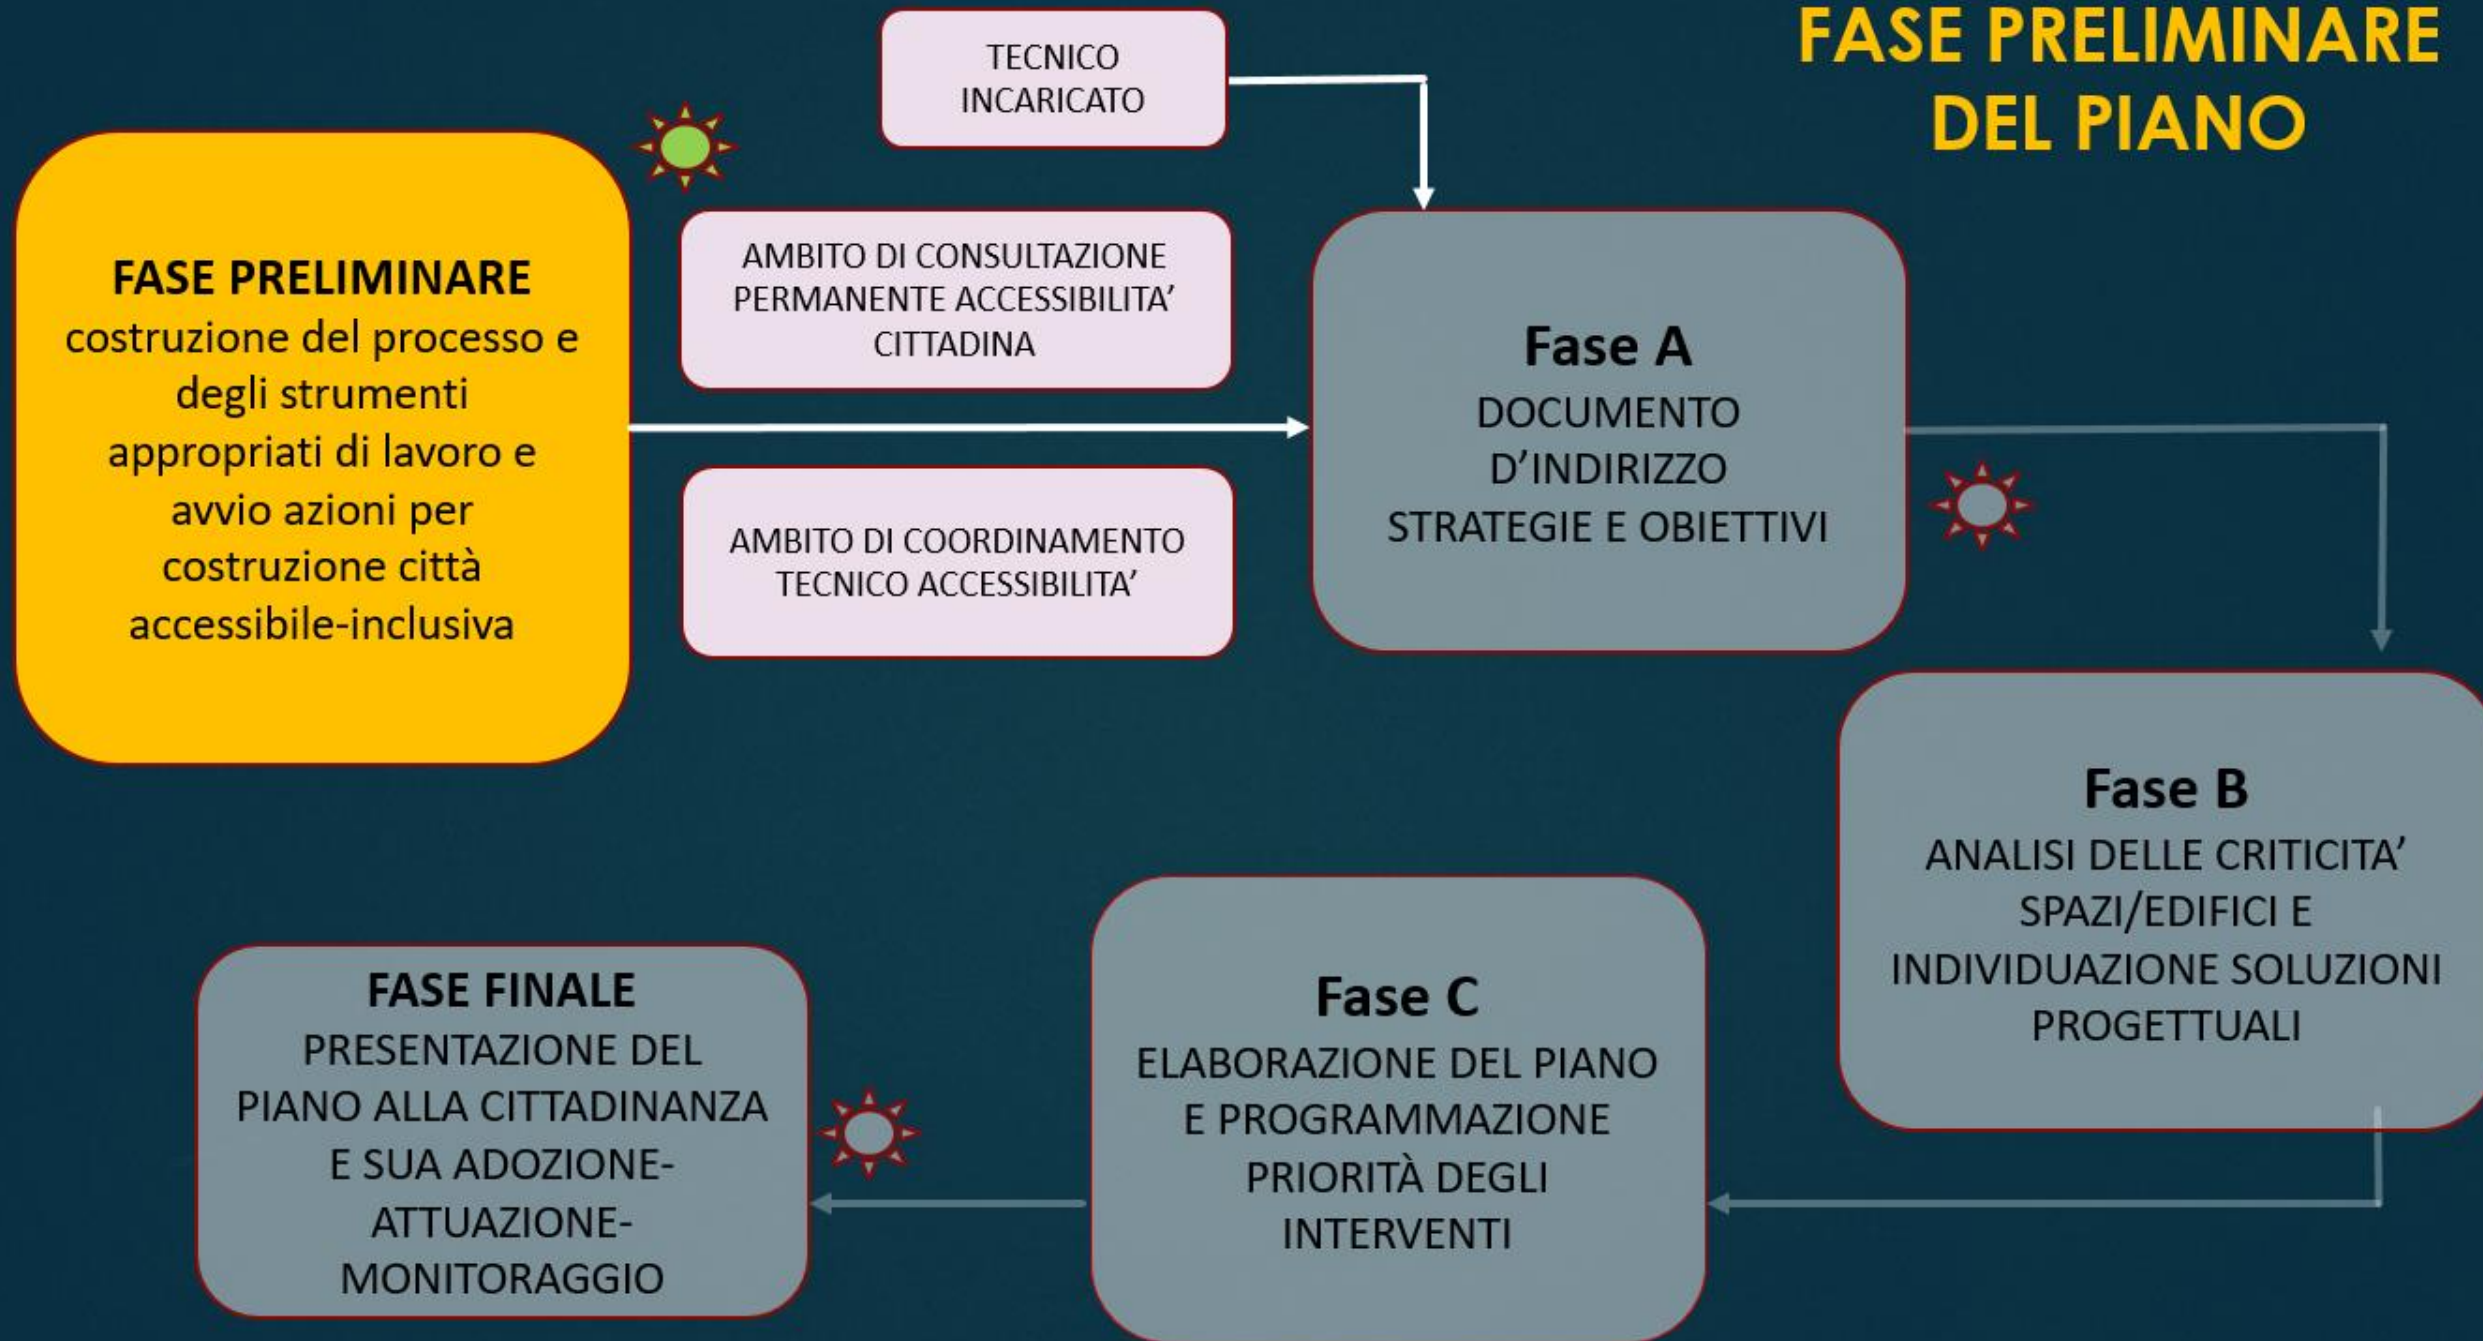 FASE PRELIMINARE
DEL PIANO
TECNICO
INCARICATO
FASE PRELIMINARE
costruzione del processo e
degli strumenti
appropriati di lavoro e
avvio azioni per
costruzione città
accessibile-inclusiva
AMBITO DI CONSULTAZIONE
PERMANENTE ACCESSIBILITA’
CITTADINA
AMBITO DI COORDINAMENTO
TECNICO ACCESSIBILITA’
Fase A
DOCUMENTO
D’INDIRIZZO
STRATEGIE E OBIETTIVI
Fase B
ANALISI DELLE CRITICITA’
SPAZI/EDIFICI E
INDIVIDUAZIONE SOLUZIONI
PROGETTUALI
Fase C
ELABORAZIONE DEL PIANO
E PROGRAMMAZIONE
PRIORITÀ DEGLI
INTERVENTI
FASE FINALE
PRESENTAZIONE DEL
PIANO ALLA CITTADINANZA
E SUA ADOZIONE-
ATTUAZIONE-
MONITORAGGIO